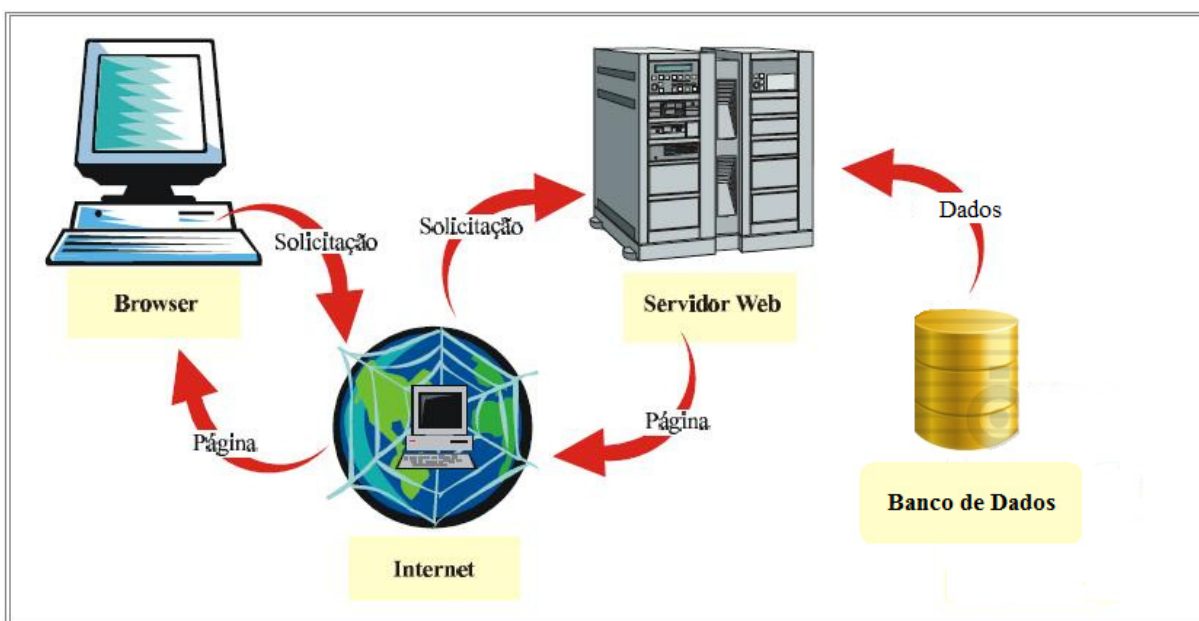 Solicitação
Solicitação
Dados
Browser
Servidor Web
Página
Página
Banco de Dados
Internet